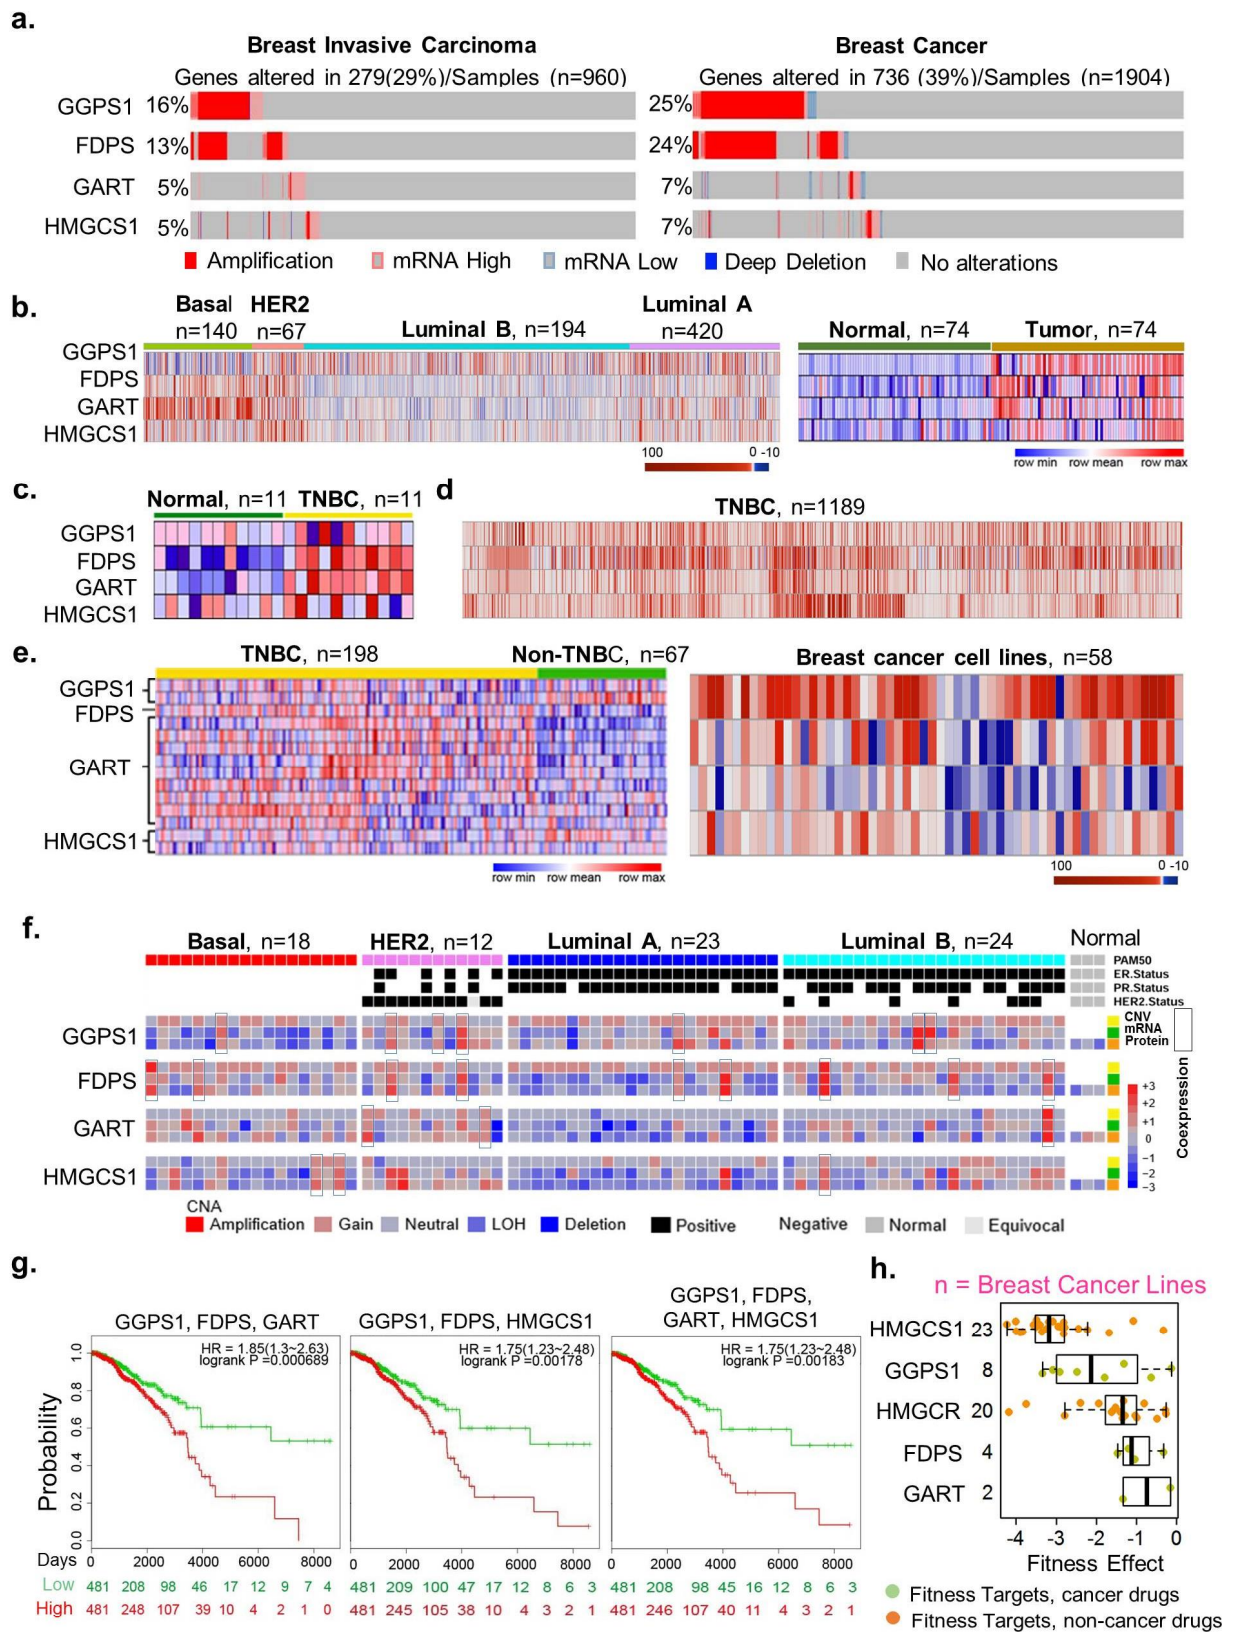 a.
Breast Invasive Carcinoma
Genes altered in 279(29%)/Samples (n=960)
Breast Cancer
Genes altered in 736 (39%)/Samples (n=1904)
GGPS1 16% 25%
FDPS 13% 24%
GART 5% 7%
HMGCS1 5% 7%
Amplification mRNA High mRNA Low Deep Deletion No alterations
b.
Basal n=140
HER2 n=67
Luminal B, n=194
Luminal A n=420
Normal, n=74
Tumor, n=74
GGPS1
FDPS
GART
HMGCS1
100 0 -10
row min row mean row max
c.
Normal, n=11 TNBC, n=11
GGPS1
FDPS
GART
HMGCS1
d
TNBC, n=1189
e.
TNBC, n=198
Non-TNBC, n=67
Breast cancer cell lines, n=58
GGPS1
FDPS
GART
HMGCS1
row min row mean row max
100 0 -10
f.
Basal, n=18
HER2, n=12
Luminal A, n=23
Luminal B, n=24
Normal
PAM50
ER.Status
PR.Status
HER2.Status
GGPS1
FDPS
GART
HMGCS1
CNV
mRNA
Protein
Coexpression
+3
+2
+1
0
−1
−2
−3
CNA
Amplification Gain Neutral LOH Deletion Positive Negative Normal Equivocal
g.
GGPS1, FDPS, GART
HR = 1.85(1.3~2.63)
logrank P =0.000689
GGPS1, FDPS, HMGCS1
HR = 1.75(1.23~2.48)
logrank P =0.00178
GGPS1, FDPS,
GART, HMGCS1
HR = 1.75(1.23~2.48)
logrank P =0.00183
Probability
1.0
0.8
0.6
0.4
0.2
0.0
Days 0 2000 4000 6000 8000 0 2000 4000 6000 8000 0 2000 4000 6000 8000
Low 481 208 98 46 17 12 9 7 4 481 209 100 47 17 12 8 6 3 481 208 98 45 16 12 8 6 3
High 481 248 107 39 10 4 2 1 0 481 245 105 38 10 4 3 2 1 481 246 107 40 11 4 3 2 1
h.
n = Breast Cancer Lines
HMGCS1 23
GGPS1 8
HMGCR 20
FDPS 4
GART 2
-4 -3 -2 -1 0
Fitness Effect
Fitness Targets, cancer drugs
Fitness Targets, non-cancer drugs